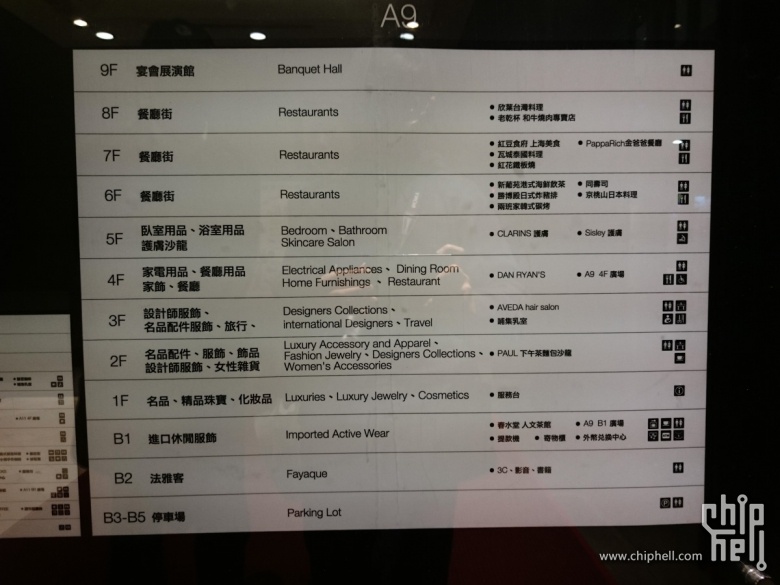 A9
9F 宴會展演館 Banquet Hall
8F 餐廳街 Restaurants
• 欣葉台灣料理
• 老乾杯 和牛燒肉專賣店
7F 餐廳街 Restaurants
• 紅豆食府 上海美食 • PappaRich金爸爸餐廳
• 瓦城泰國料理
• 紅花鐵板燒
6F 餐廳街 Restaurants
• 新葡苑港式海鮮飲茶 • 同壽司
• 勝博殿日式炸豬排 • 京桃山日本料理
• 兩班家韓式碳烤
5F 臥室用品、浴室用品 Bedroom、Bathroom
護膚沙龍 Skincare Salon
• CLARINS 護膚 • Sisley 護膚
4F 家電用品、餐廳用品 Electrical Appliances、 Dining Room
家飾、餐廳 Home Furnishings 、 Restaurant
• DAN RYAN'S • A9 4F 廣場
3F 設計師服飾、 Designers Collections、
名品配件服飾、旅行、 international Designers、Travel
• AVEDA hair salon
• 哺集乳室
2F 名品配件、服飾、飾品 Luxury Accessory and Apparel、
設計師服飾、女性雜貨 Fashion Jewelry、Designers Collections、
Women's Accessories
• PAUL 下午茶麵包沙龍
1F 名品、精品珠寶、化妝品 Luxuries、Luxury Jewelry、Cosmetics
• 服務台
B1 進口休閒服飾 Imported Active Wear
• 春水堂 人文茶館 • A9 B1 廣場
• 提款機 • 寄物櫃 • 外幣兌換中心
B2 法雅客 Fayaque
• 3C、影音、書籍
B3-B5 停車場 Parking Lot
P
chip
hell
www.chiphell.com